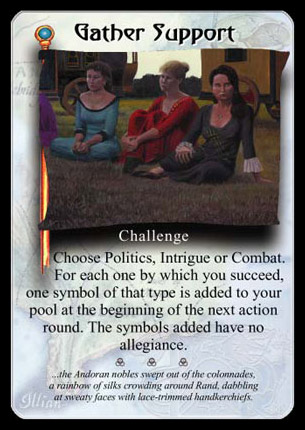 Gather Support
Challenge
Choose Politics, Intrigue or Combat.
For each one by which you succeed,
one symbol of that type is added to your
pool at the beginning of the next action
round. The symbols added have no
allegiance.
...the Andoran nobles swept out of the colonnades,
a rainbow of silks crowding around Rand, dabbling
at sweaty faces with lace-trimmed handkerchiefs.
Illian